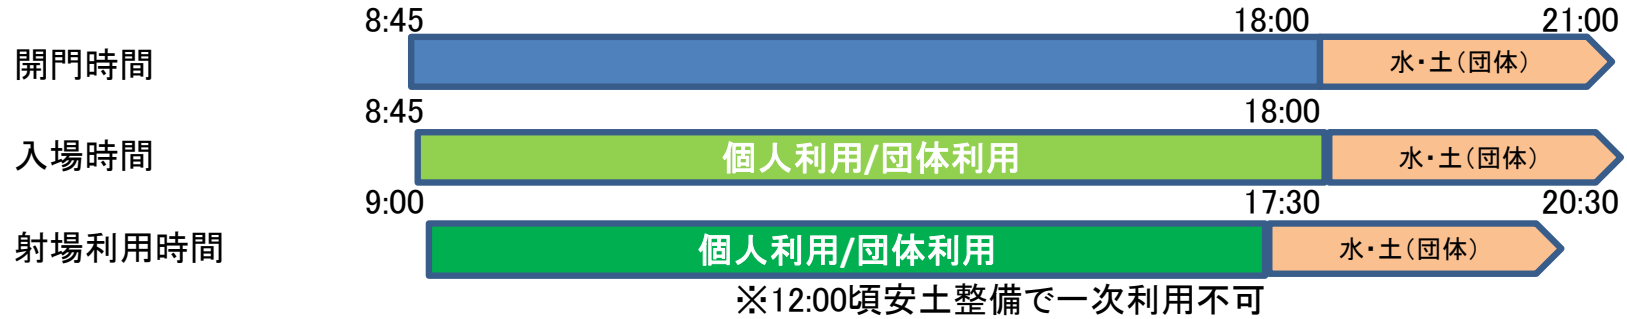 8:45 18:00 21:00
開門時間 水・土（団体）
8:45 18:00
入場時間 個人利用/団体利用 水・土（団体）
9:00 17:30 20:30
射場利用時間 個人利用/団体利用 水・土（団体）
※12:00頃安土整備で一次利用不可